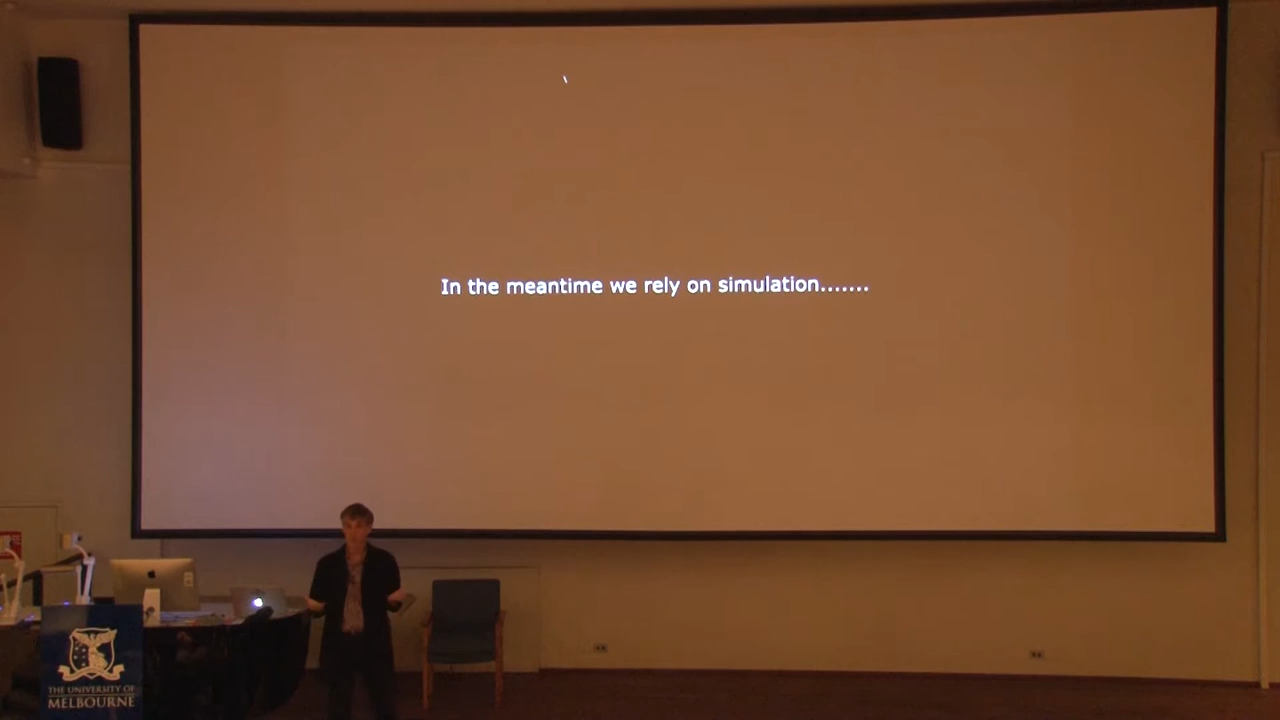 In the meantime we rely on simulation.......
THE UNIVERSITY OF
MELBOURNE